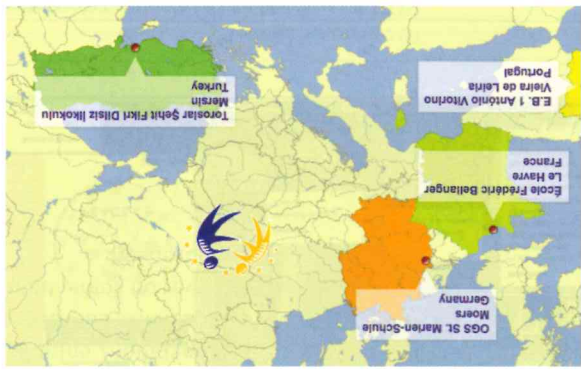 OGS St. Marien-Schule
Moers
Germany
École Frédéric Bellanger
Le Havre
France
E.B. 1 António Vitorino
Vieira de Leiria
Portugal
Toroslar Şehit Fikri Dilsiz Ilkokulu
Mersin
Turkey